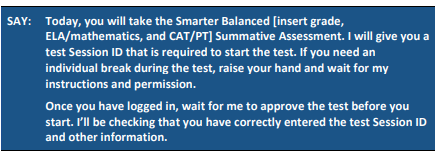 SAY: Today, you will take the Smarter Balanced [insert grade,
ELA/mathematics, and CAT/PT] Summative Assessment. I will give you a
test Session ID that is required to start the test. If you need an
individual break during the test, raise your hand and wait for my
instructions and permission.
Once you have logged in, wait for me to approve the test before you
start. I’ll be checking that you have correctly entered the test Session ID
and other information.